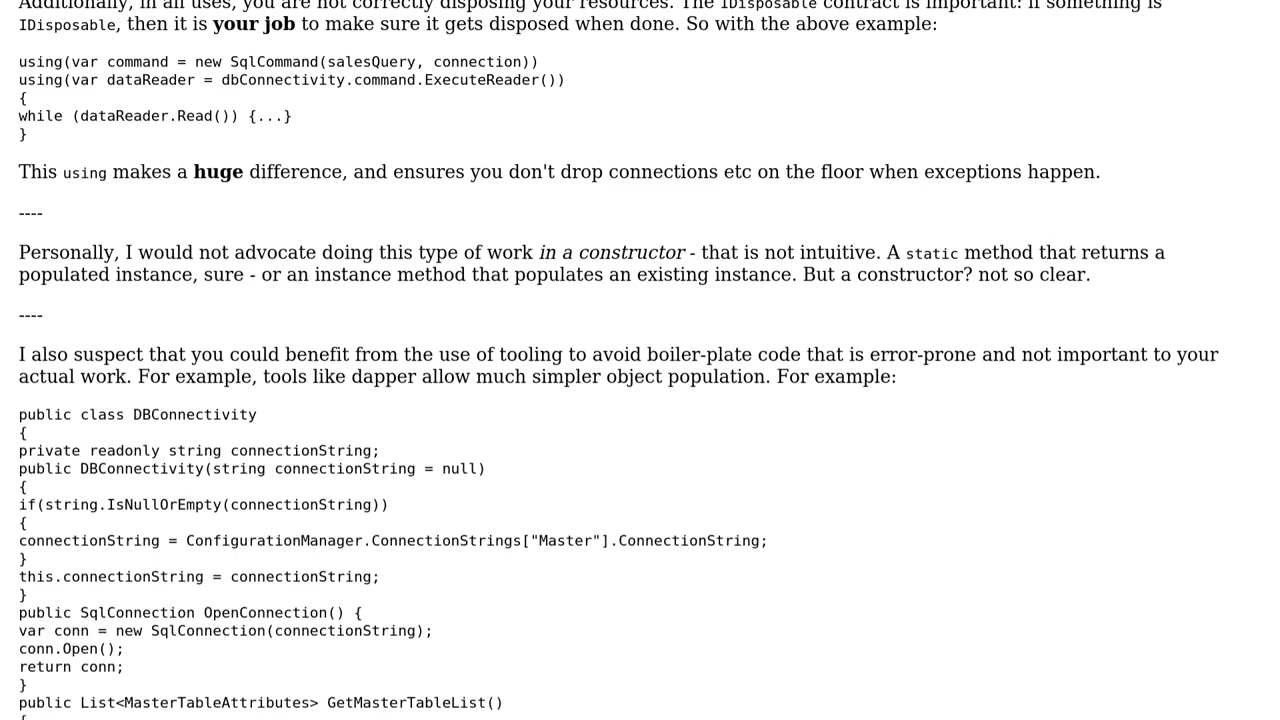 Additionally, in all uses, you are not correctly disposing your resources. The IDisposable contract is important: if something is
IDisposable, then it is your job to make sure it gets disposed when done. So with the above example:
using(var command = new SqlCommand(salesQuery, connection))
using(var dataReader = dbConnectivity.command.ExecuteReader())
{
while (dataReader.Read()) {...}
}
This using makes a huge difference, and ensures you don't drop connections etc on the floor when exceptions happen.
----
Personally, I would not advocate doing this type of work in a constructor - that is not intuitive. A static method that returns a
populated instance, sure - or an instance method that populates an existing instance. But a constructor? not so clear.
----
I also suspect that you could benefit from the use of tooling to avoid boiler-plate code that is error-prone and not important to your
actual work. For example, tools like dapper allow much simpler object population. For example:
public class DBConnectivity
{
private readonly string connectionString;
public DBConnectivity(string connectionString = null)
{
if(string.IsNullOrEmpty(connectionString))
{
connectionString = ConfigurationManager.ConnectionStrings["Master"].ConnectionString;
}
this.connectionString = connectionString;
}
public SqlConnection OpenConnection() {
var conn = new SqlConnection(connectionString);
conn.Open();
return conn;
}
public List<MasterTableAttributes> GetMasterTableList()
{